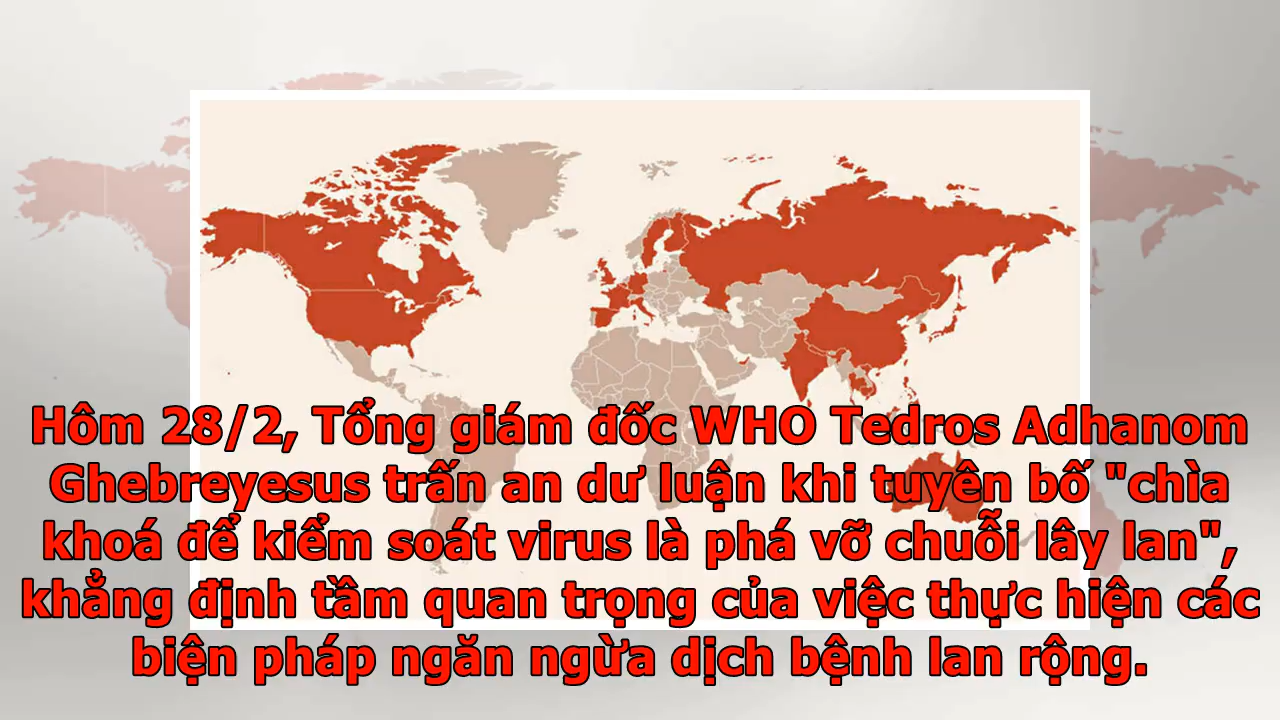 Hôm 28/2, Tổng giám đốc WHO Tedros Adhanom
Ghebreyesus trấn an dư luận khi tuyên bố "chìa
khoá để kiểm soát virus là phá vỡ chuỗi lây lan",
khẳng định tầm quan trọng của việc thực hiện các
biện pháp ngăn ngừa dịch bệnh lan rộng.